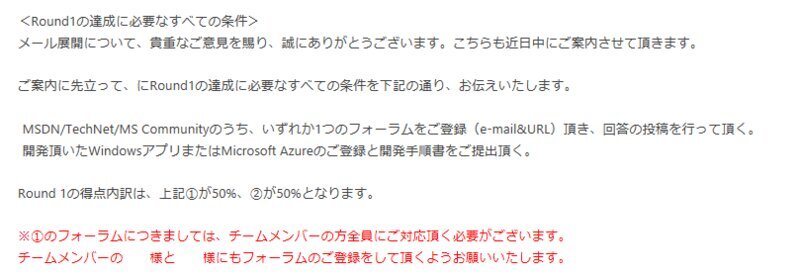 ＜Round1の達成に必要なすべての条件＞
メール展開について、貴重なご意見を賜り、誠にありがとうございます。こちらも近日中にご案内させて頂きます。
ご案内に先立って、にRound1の達成に必要なすべての条件を下記の通り、お伝えいたします。
MSDN/TechNet/MS Communityのうち、いずれか1つのフォーラムをご登録（e-mail&URL）頂き、回答の投稿を行って頂く。
開発頂いたWindowsアプリまたはMicrosoft Azureのご登録と開発手順書をご提出頂く。
Round 1の得点内訳は、上記①が50%、②が50%となります。
※①のフォーラムにつきましては、チームメンバーの方全員にご対応頂く必要がございます。
チームメンバーの　　様と　　様にもフォーラムのご登録をして頂くようお願いいたします。